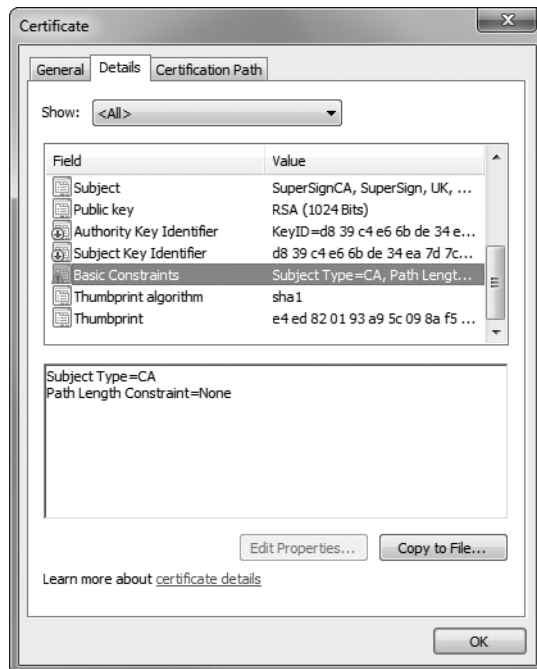 Certificate
General Details Certification Path
Show: <All>
Field Value
Subject SuperSignCA, SuperSign, UK, ...
Public key RSA (1024 Bits)
Authority Key Identifier KeyID=d8 39 c4 e6 6b de 34 e...
Subject Key Identifier d8 39 c4 e6 6b de 34 ea 7d 7c...
Basic Constraints Subject Type=CA, Path Lengt...
Thumbprint algorithm sha1
Thumbprint e4 ed 82 01 93 a9 5c 09 8a f5 ...
Subject Type=CA
Path Length Constraint=None
Edit Properties... Copy to File...
Learn more about certificate details
OK